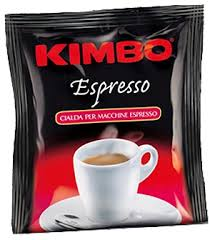 KIMBO
Espresso
CIALDA PER MACCHINE ESPRESSO